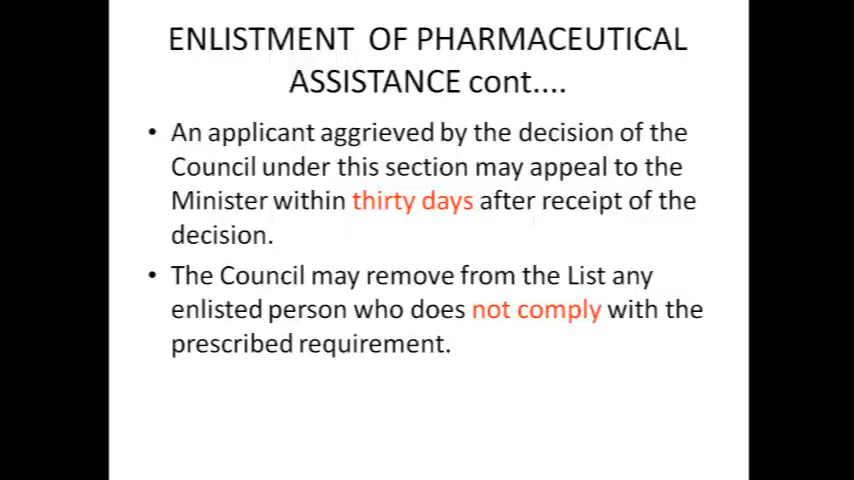 ENLISTMENT OF PHARMACEUTICAL
ASSISTANCE cont....
• An applicant aggrieved by the decision of the
Council under this section may appeal to the
Minister within thirty days after receipt of the
decision.
• The Council may remove from the List any
enlisted person who does not comply with the
prescribed requirement.